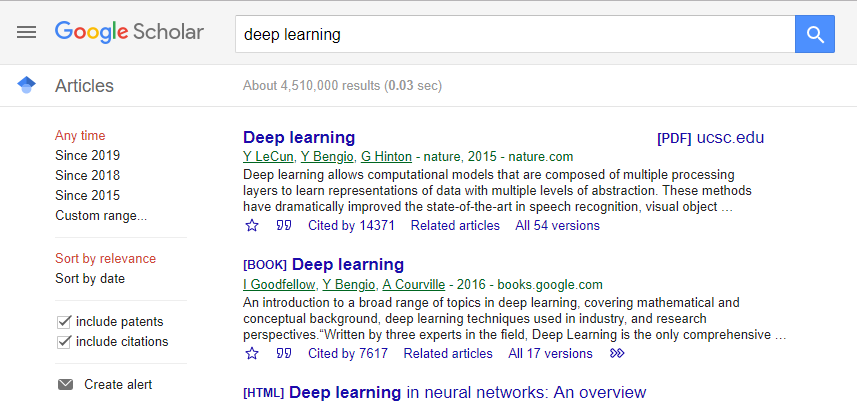 Google Scholar
deep learning
Articles
About 4,510,000 results (0.03 sec)
Any time
Since 2019
Since 2018
Since 2015
Custom range...
Sort by relevance
Sort by date
include patents
include citations
Create alert
Deep learning
[PDF] ucsc.edu
Y LeCun, Y Bengio, G Hinton - nature, 2015 - nature.com
Deep learning allows computational models that are composed of multiple processing
layers to learn representations of data with multiple levels of abstraction. These methods
have dramatically improved the state-of-the-art in speech recognition, visual object …
Cited by 14371 Related articles All 54 versions
[BOOK] Deep learning
I Goodfellow, Y Bengio, A Courville - 2016 - books.google.com
An introduction to a broad range of topics in deep learning, covering mathematical and
conceptual background, deep learning techniques used in industry, and research
perspectives.“Written by three experts in the field, Deep Learning is the only comprehensive …
Cited by 7617 Related articles All 17 versions
[HTML] Deep learning in neural networks: An overview